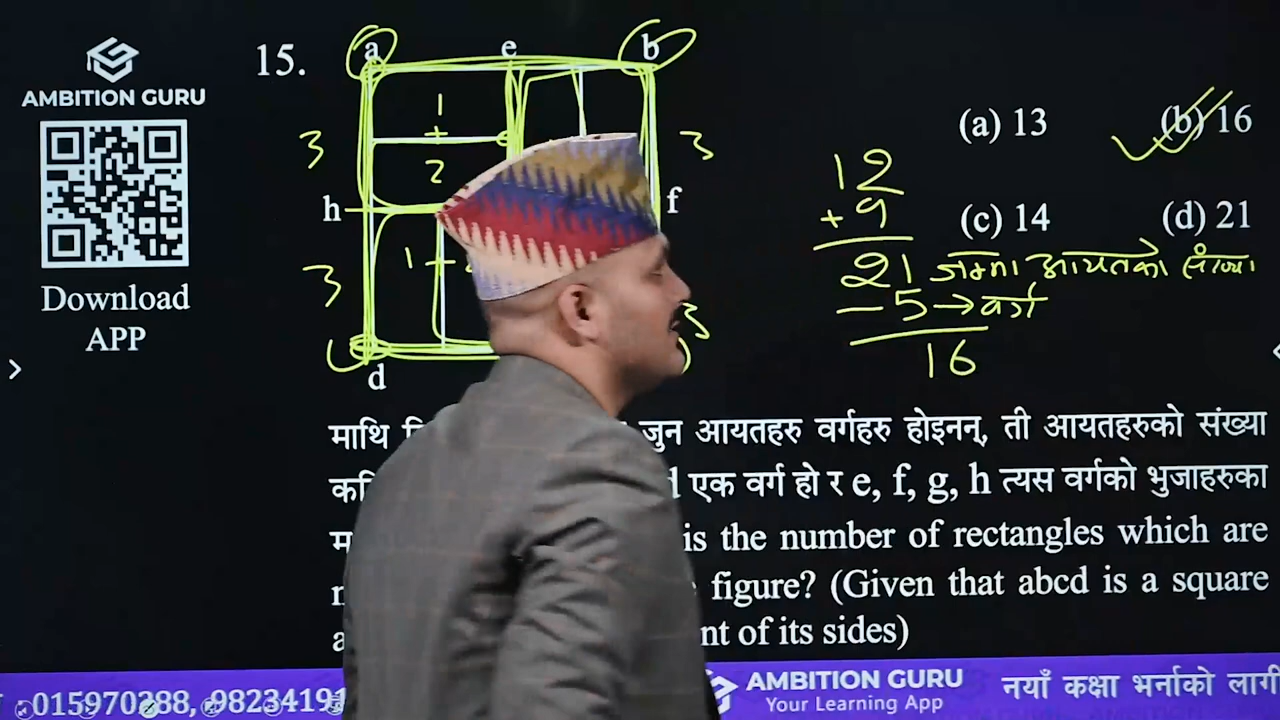 AMBITION GURU
Download
APP
15.
a e b
h f
d
1
2
1 2
3 3
3 3
(a) 13 (b) 16
(c) 14 (d) 21
12
+ 9
21 जम्मा आयतको संख्या
- 5 → वर्ग
16
माथि जुन आयतहरु वर्गहरु होइनन्, ती आयतहरुको संख्या
एक वर्ग हो र e, f, g, h त्यस वर्गको भुजाहरुका
is the number of rectangles which are
figure? (Given that abcd is a square
of its sides)
015970288, 98234191
AMBITION GURU
Your Learning App
नयाँ कक्षा भर्नाको लागी